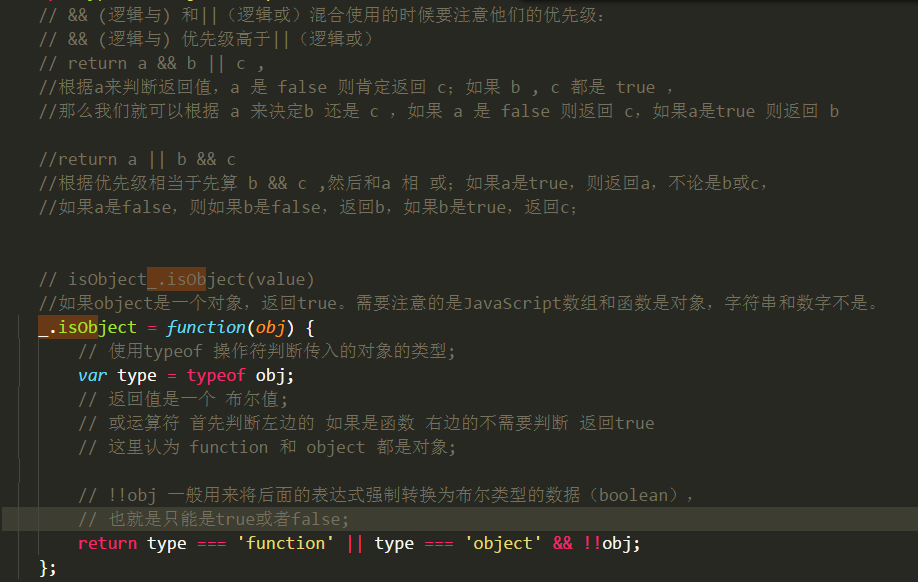 // && (逻辑与) 和||（逻辑或）混合使用的时候要注意他们的优先级：
// && (逻辑与) 优先级高于||（逻辑或）
// return a && b || c ,
//根据a来判断返回值，a 是 false 则肯定返回 c；如果 b , c 都是 true ，
//那么我们就可以根据 a 来决定b 还是 c ，如果 a 是 false 则返回 c，如果a是true 则返回 b
//return a || b && c
//根据优先级相当于先算 b && c ,然后和a 相 或；如果a是true，则返回a，不论是b或c，
//如果a是false，则如果b是false，返回b，如果b是true，返回c；
// isObject_.isObject(value)
//如果object是一个对象，返回true。需要注意的是JavaScript数组和函数是对象，字符串和数字不是。
_.isObject = function(obj) {
// 使用typeof 操作符判断传入的对象的类型；
var type = typeof obj;
// 返回值是一个 布尔值；
// 或运算符 首先判断左边的 如果是函数 右边的不需要判断 返回true
// 这里认为 function 和 object 都是对象；
// !!obj 一般用来将后面的表达式强制转换为布尔类型的数据（boolean），
// 也就是只能是true或者false；
return type === 'function' || type === 'object' && !!obj;
};